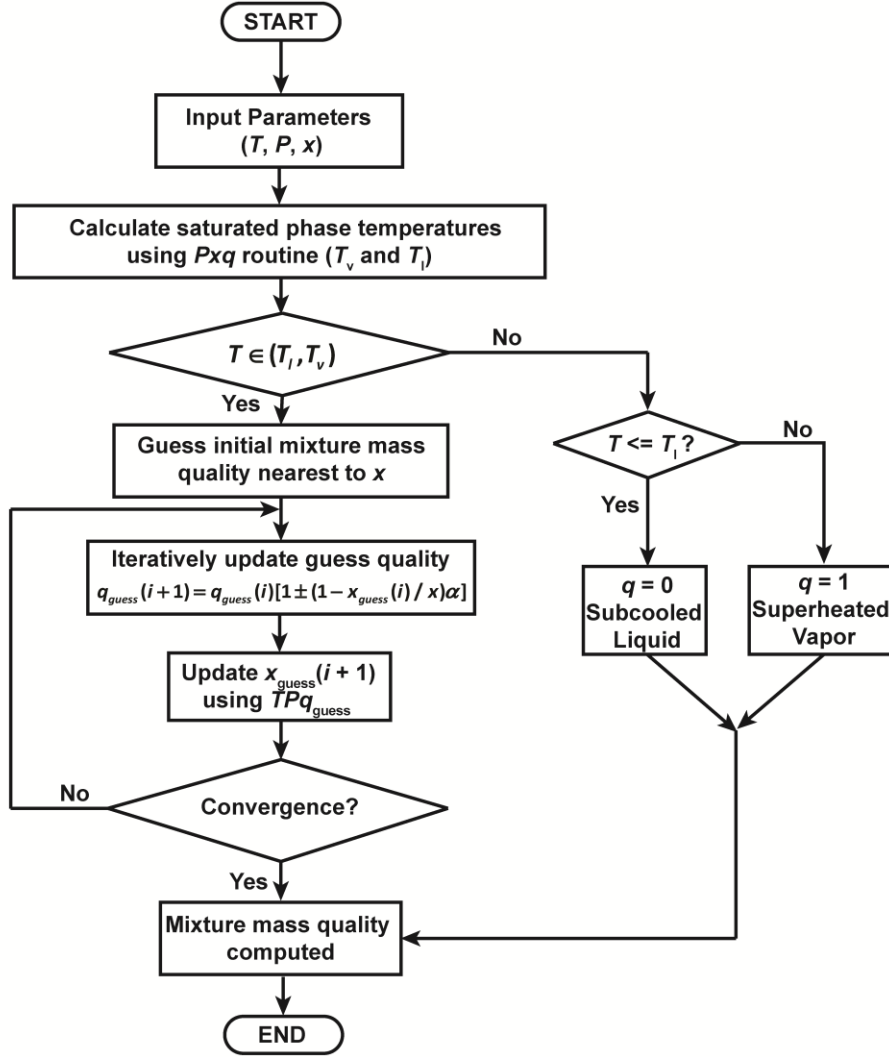 START
Input Parameters
(T, P, x)
Calculate saturated phase temperatures
using Pxq routine (Tv and Tl)
T ∈ (Tl , Tv)
No
Yes
T <= Tl ?
No
Yes
Guess initial mixture mass
quality nearest to x
Iteratively update guess quality
qguess(i+1) = qguess(i)[1±(1− xguess(i) / x)α]
q = 0
Subcooled
Liquid
q = 1
Superheated
Vapor
Update xguess(i + 1)
using TPqguess
Convergence?
No
Yes
Mixture mass quality
computed
END